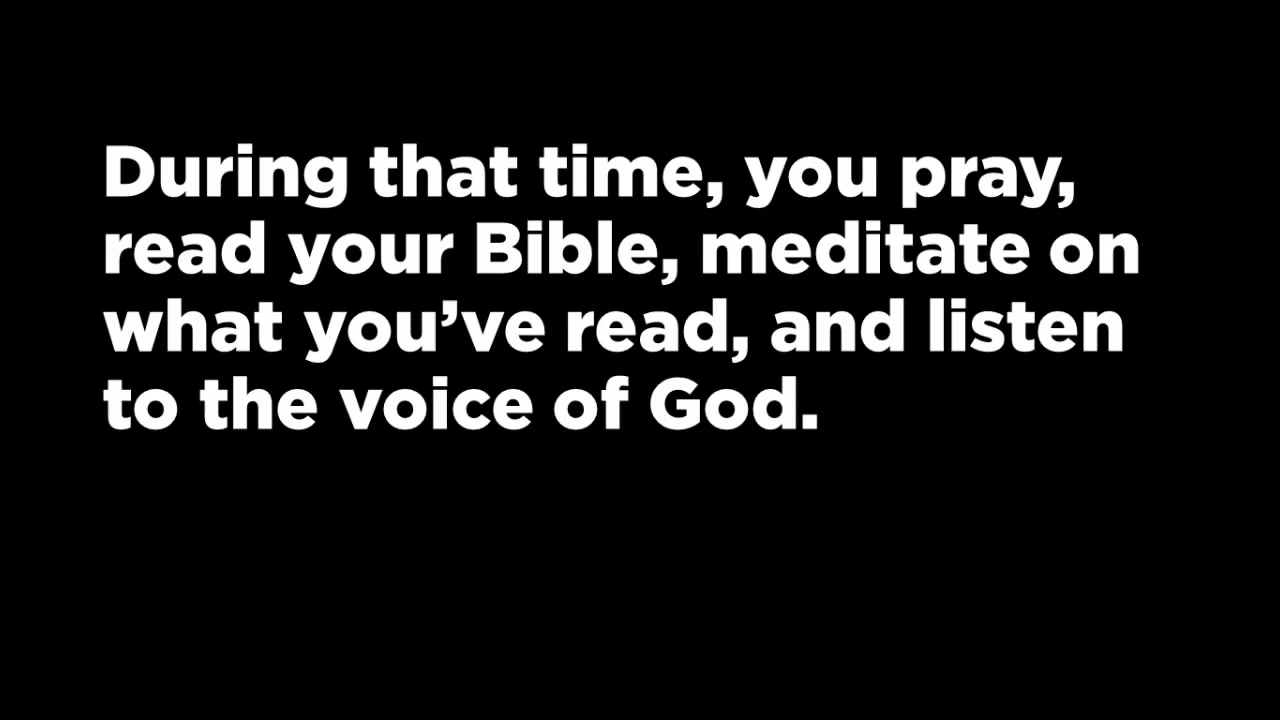 During that time, you pray,
read your Bible, meditate on
what you’ve read, and listen
to the voice of God.